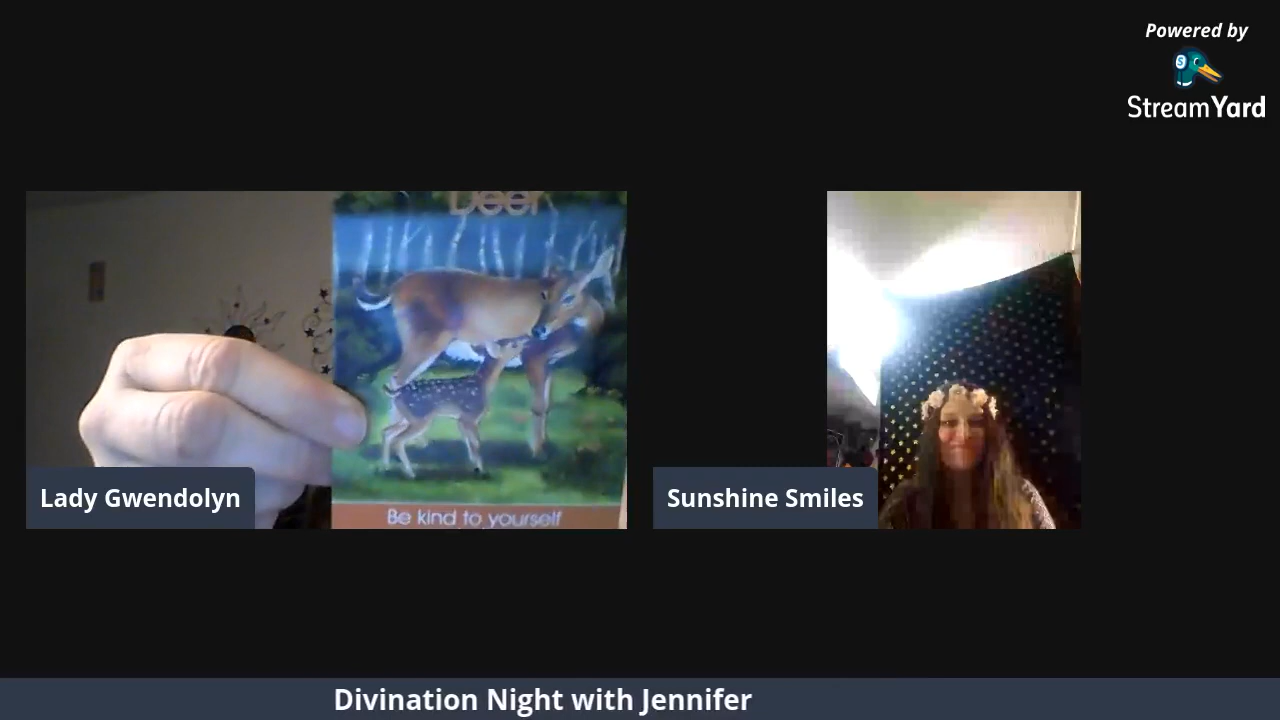 Powered by
StreamYard
Deer
Be kind to yourself
Lady Gwendolyn
Sunshine Smiles
Divination Night with Jennifer